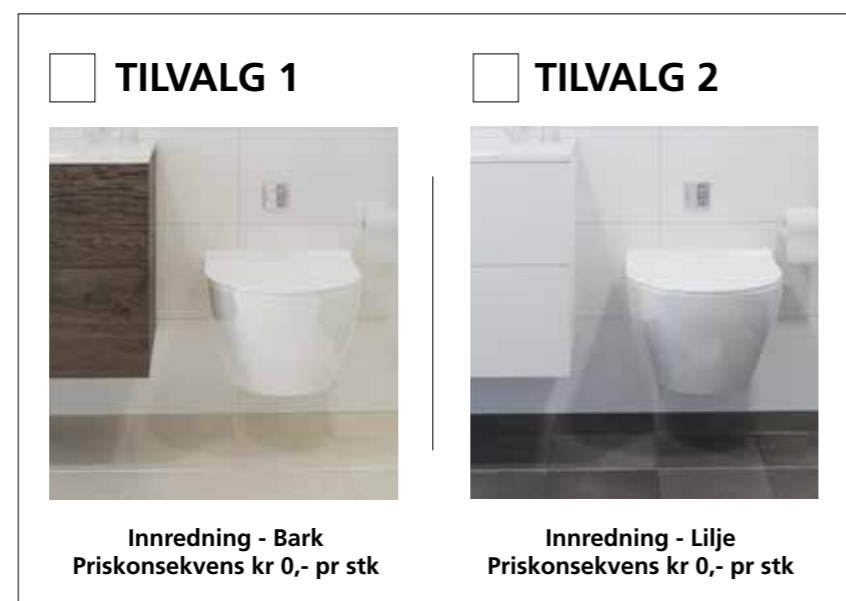 TILVALG 1
TILVALG 2
Innredning - Bark
Priskonsekvens kr 0,- pr stk
Innredning - Lilje
Priskonsekvens kr 0,- pr stk